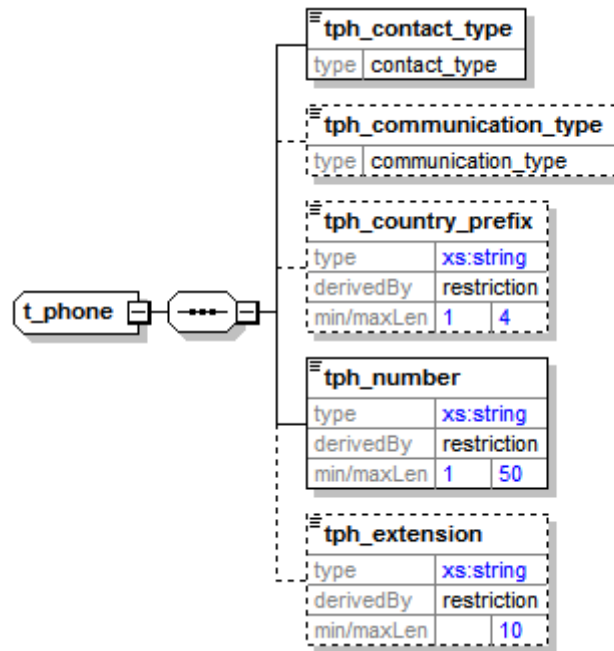 tph_contact_type
type contact_type
tph_communication_type
type communication_type
tph_country_prefix
type xs:string
derivedBy restriction
min/maxLen 1 4
t_phone
tph_number
type xs:string
derivedBy restriction
min/maxLen 1 50
tph_extension
type xs:string
derivedBy restriction
min/maxLen 10